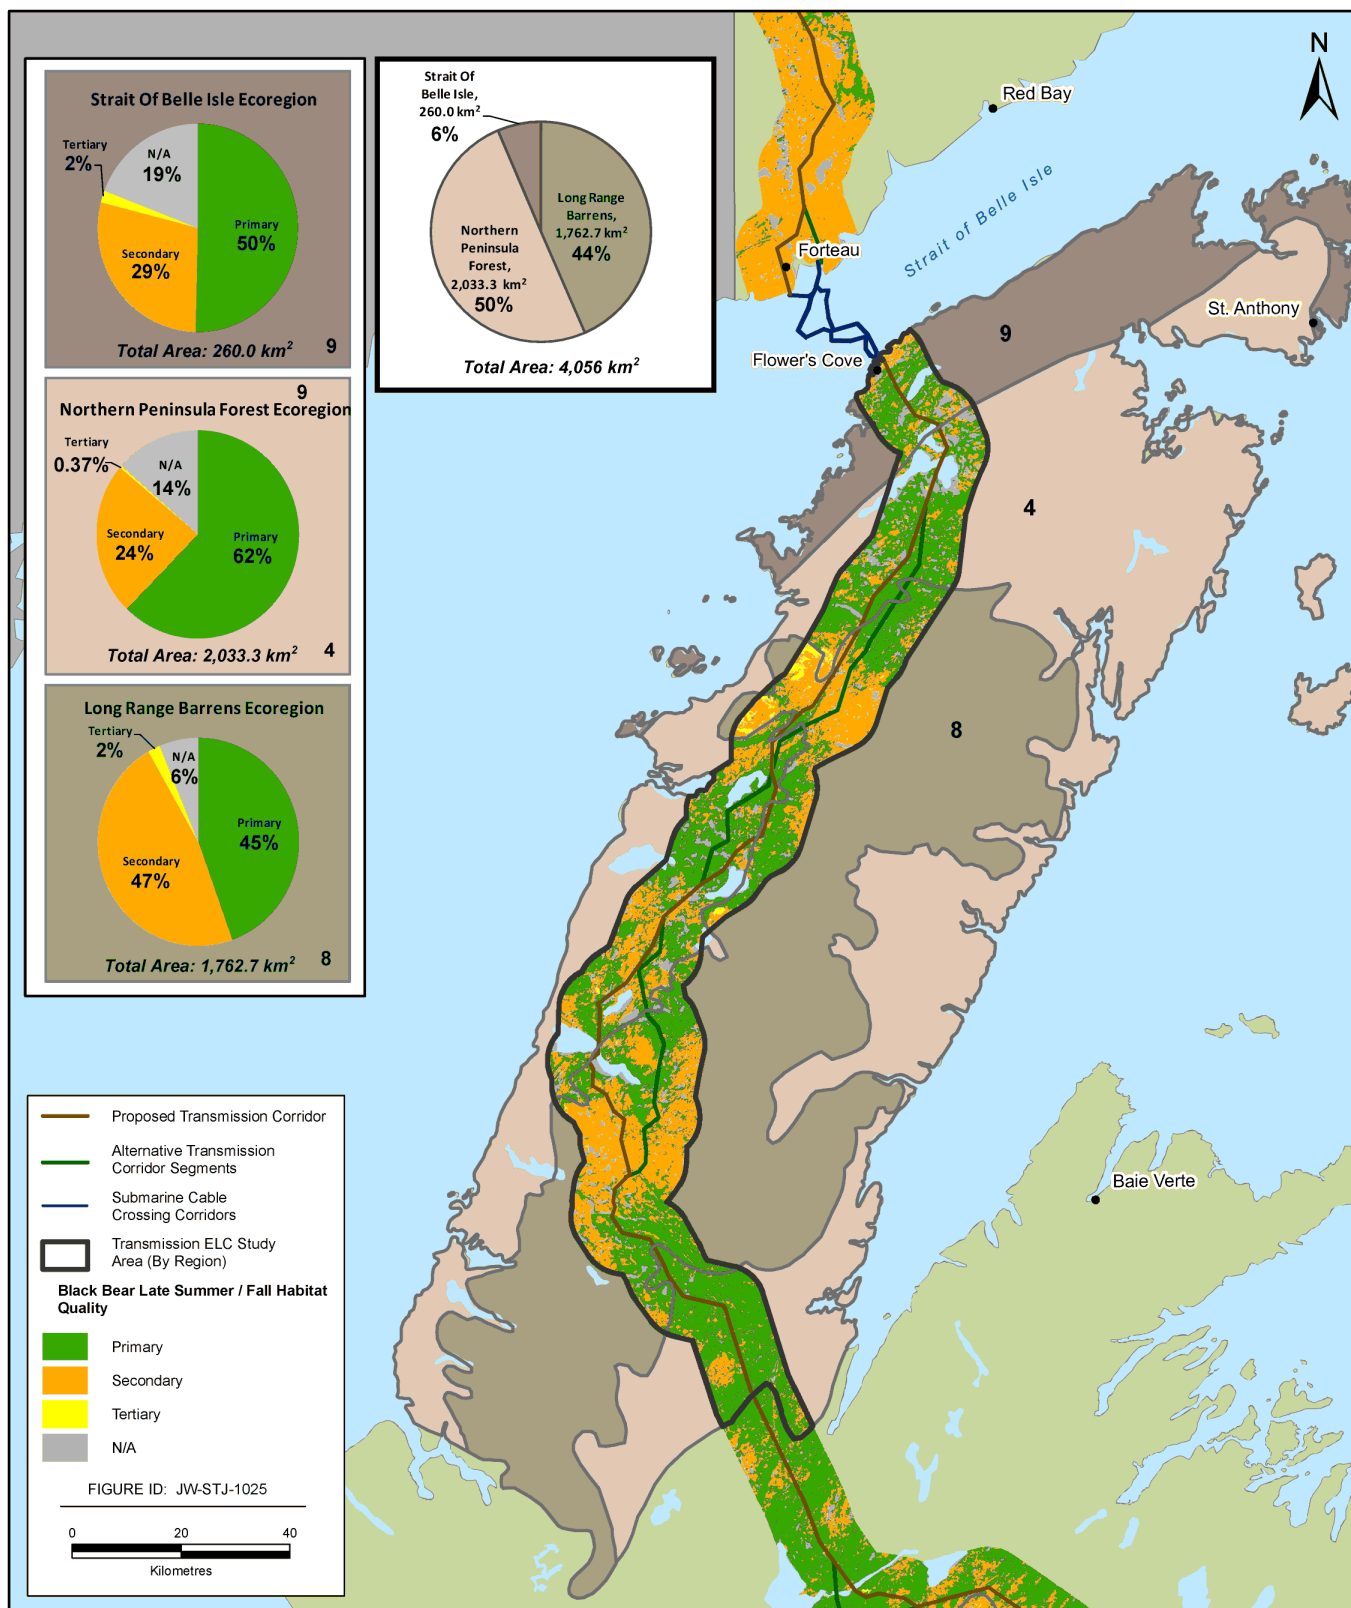 Strait Of Belle Isle Ecoregion
Tertiary
2%
N/A
19%
Primary
50%
Secondary
29%
Total Area: 260.0 km²
9
9
Northern Peninsula Forest Ecoregion
Tertiary
0.37%
N/A
14%
Primary
62%
Secondary
24%
Total Area: 2,033.3 km²
4
Long Range Barrens Ecoregion
Tertiary
2%
N/A
6%
Primary
45%
Secondary
47%
Total Area: 1,762.7 km²
8
Strait Of
Belle Isle,
260.0 km²
6%
Long Range
Barrens,
1,762.7 km²
44%
Northern
Peninsula
Forest,
2,033.3 km²
50%
Total Area: 4,056 km²
N
Red Bay
Strait of Belle Isle
Forteau
St. Anthony
9
Flower's Cove
4
8
Baie Verte
Proposed Transmission Corridor
Alternative Transmission
Corridor Segments
Submarine Cable
Crossing Corridors
Transmission ELC Study
Area (By Region)
Black Bear Late Summer / Fall Habitat
Quality
Primary
Secondary
Tertiary
N/A
FIGURE ID: JW-STJ-1025
0 20 40
Kilometres